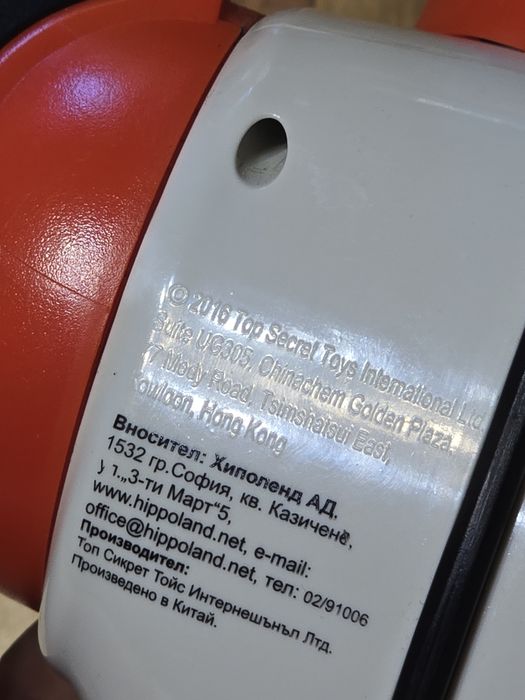 © 2016 Top Secret Toys International Ltd.
Suite UG305, Chinachem Golden Plaza.
77 Mody Road, Tsimshatsui East,
Kowloon, Hong Kong
Вносител: Хиполенд АД,
1532 гр.София, кв. Казичене,
ул.„3-ти Март“5,
www.hippoland.net, e-mail:
office@hippoland.net, тел: 02/91006
Производител:
Топ Сикрет Тойс Интернешънъл Лтд.
Произведено в Китай.